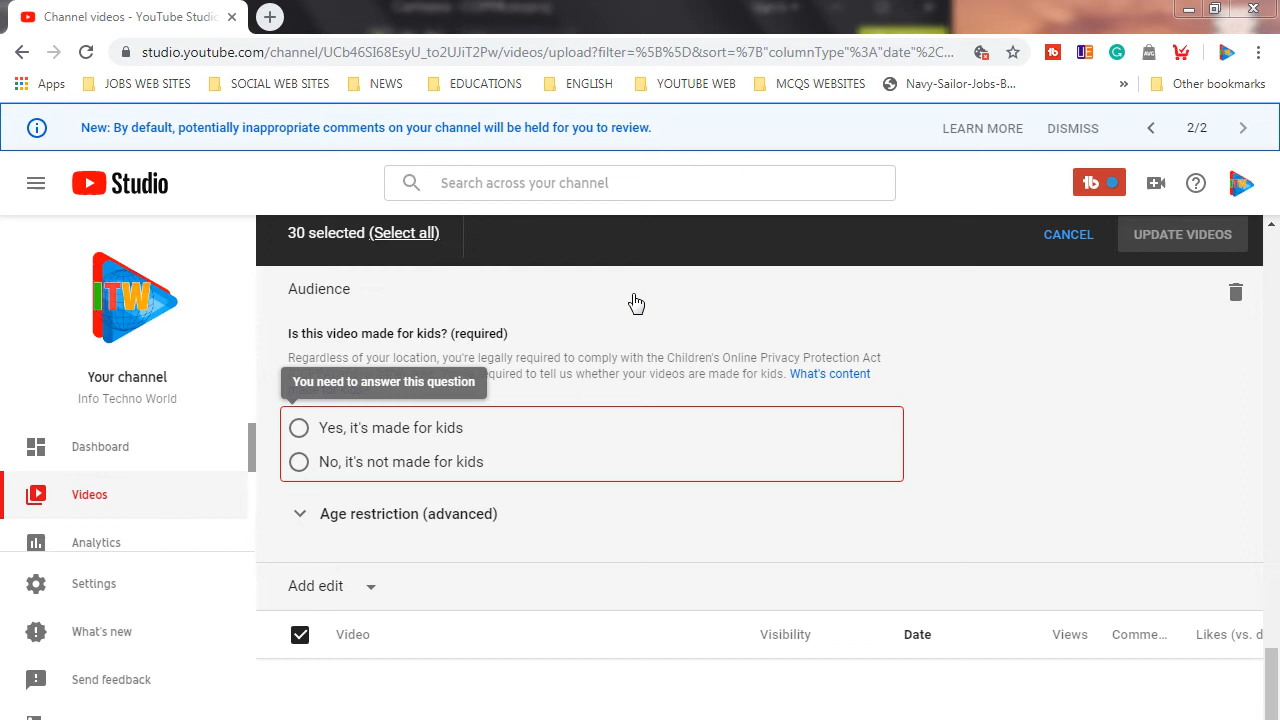 Channel videos - YouTube Studio
studio.youtube.com/channel/UCb46SI68EsyU_to2UJiT2Pw/videos/upload?filter=%5B%5D&sort=%7B"columnType"%3A"date"%2C...
Apps JOBS WEB SITES SOCIAL WEB SITES NEWS EDUCATIONS ENGLISH YOUTUBE WEB MCQS WEBSITES Navy-Sailor-Jobs-B... » Other bookmarks
New: By default, potentially inappropriate comments on your channel will be held for you to review. LEARN MORE DISMISS 2/2
Studio Search across your channel
30 selected (Select all) CANCEL UPDATE VIDEOS
Audience
ITW
Is this video made for kids? (required)
Regardless of your location, you're legally required to comply with the Children's Online Privacy Protection Act
required to tell us whether your videos are made for kids. What's content
You need to answer this question
Yes, it's made for kids
No, it's not made for kids
Age restriction (advanced)
Add edit
Video Visibility Date Views Comme... Likes (vs. d
Your channel
Info Techno World
Dashboard
Videos
Analytics
Settings
What's new
Send feedback